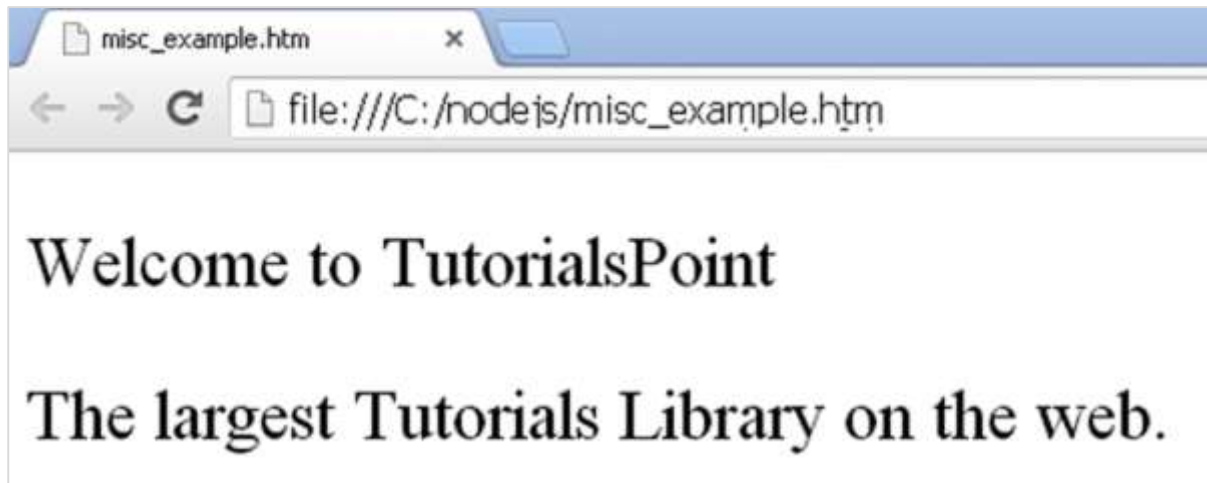 misc_example.htm
file:///C:/nodejs/misc_example.htm
Welcome to TutorialsPoint
The largest Tutorials Library on the web.